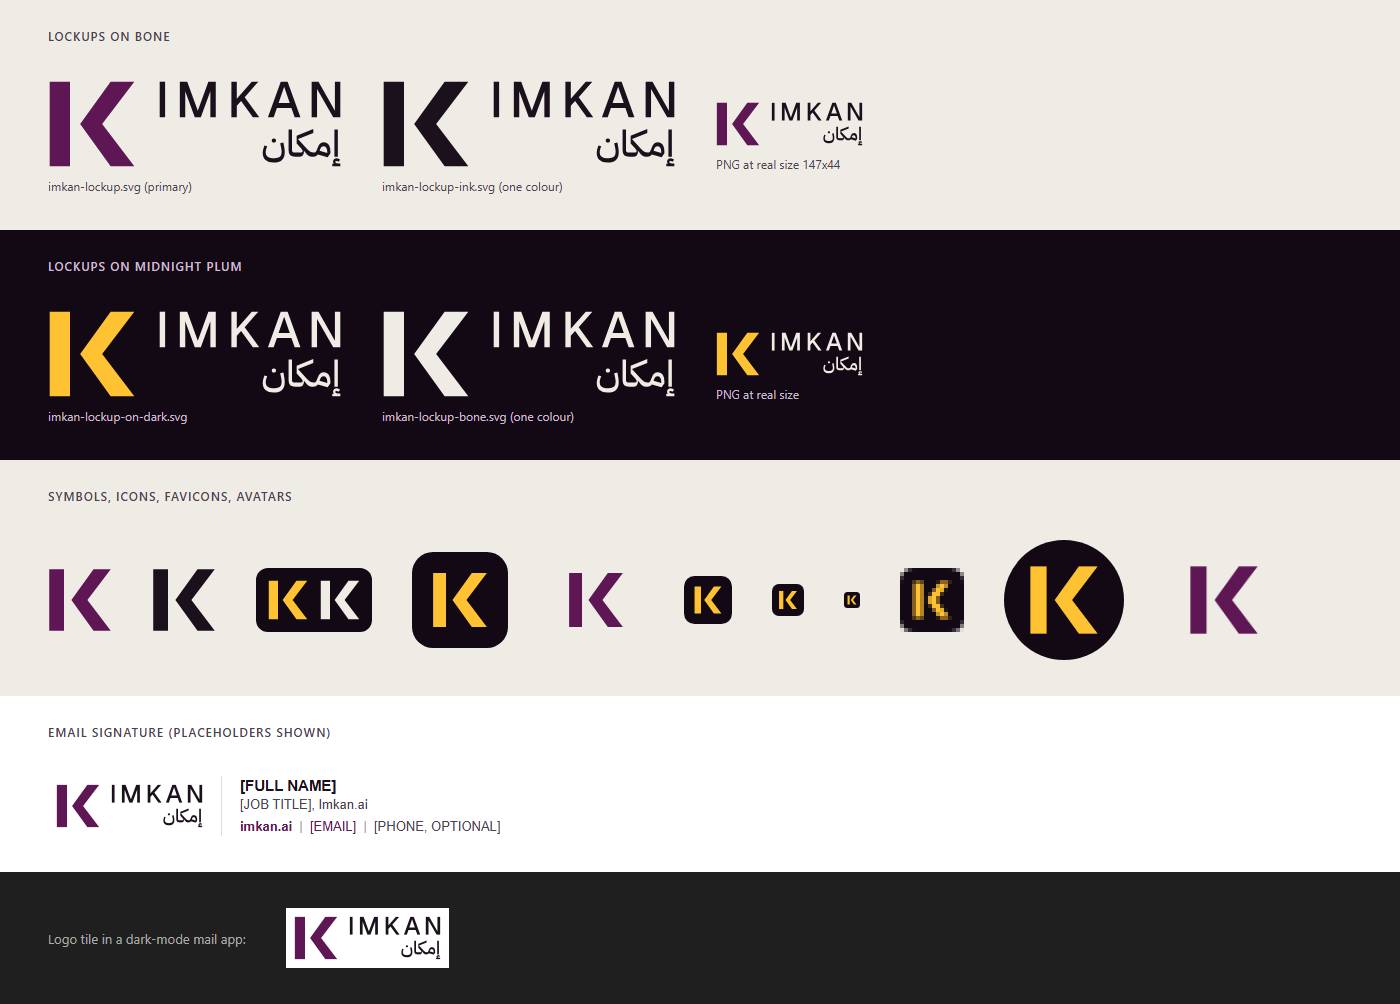 LOCKUPS ON BONE
IMKAN
إمكان
imkan-lockup.svg (primary)
IMKAN
إمكان
imkan-lockup-ink.svg (one colour)
IMKAN
إمكان
PNG at real size 147x44
LOCKUPS ON MIDNIGHT PLUM
IMKAN
إمكان
imkan-lockup-on-dark.svg
IMKAN
إمكان
imkan-lockup-bone.svg (one colour)
IMKAN
إمكان
PNG at real size
SYMBOLS, ICONS, FAVICONS, AVATARS
EMAIL SIGNATURE (PLACEHOLDERS SHOWN)
IMKAN
إمكان
[FULL NAME]
[JOB TITLE], Imkan.ai
imkan.ai | [EMAIL] | [PHONE, OPTIONAL]
Logo tile in a dark-mode mail app:
IMKAN
إمكان